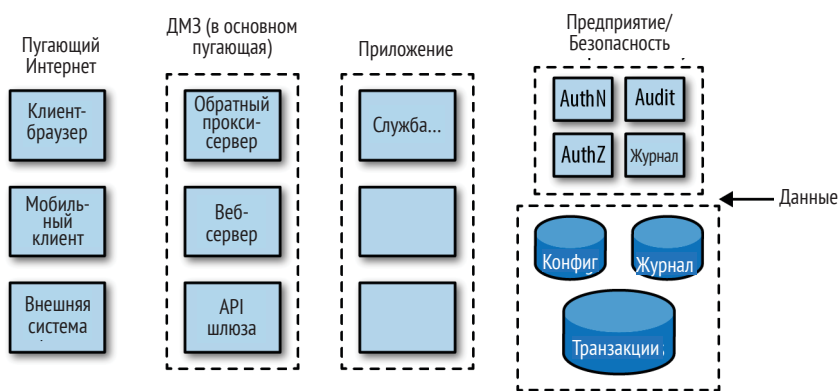 Пугающий
Интернет
Клиент-
браузер
Мобиль-
ный
клиент
Внешняя
система
ДМЗ (в основном
пугающая)
Обратный
прокси-
сервер
Веб-
сервер
API
шлюза
Приложение
Служба...
Предприятие/
Безопасность
AuthN
Audit
AuthZ
Журнал
Данные
Конфиг
Журнал
Транзакции